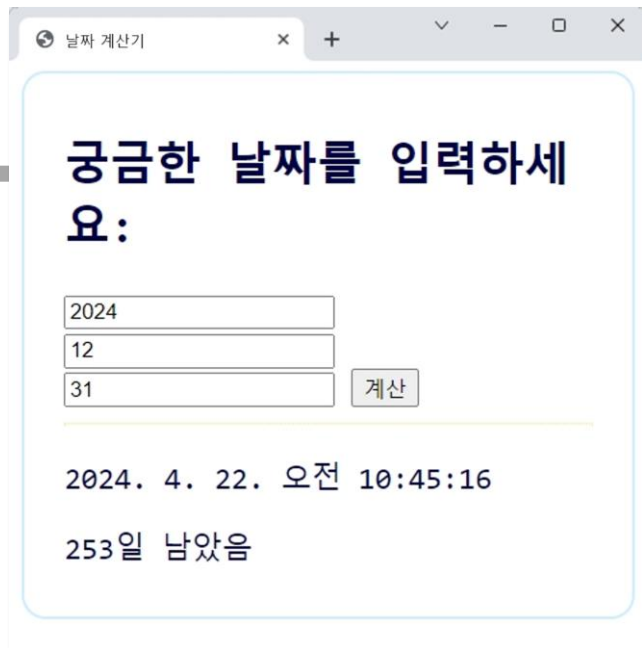 날짜 계산기
궁금한 날짜를 입력하세
요:
2024
12
31 계산
2024. 4. 22. 오전 10:45:16
253일 남았음